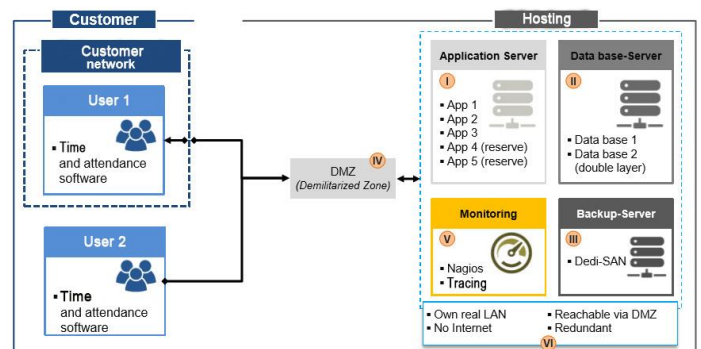 Customer
Hosting
Customer
network
User 1
▪ Time
and attendance
software
User 2
▪ Time
and attendance
software
DMZ
(Demilitarized Zone)
IV
Application Server
I
▪ App 1
▪ App 2
▪ App 3
▪ App 4 (reserve)
▪ App 5 (reserve)
Data base-Server
II
▪ Data base 1
▪ Data base 2
(double layer)
Monitoring
V
▪ Nagios
▪ Tracing
Backup-Server
III
▪ Dedi-SAN
▪ Own real LAN
▪ No Internet
▪ Reachable via DMZ
▪ Redundant
VI